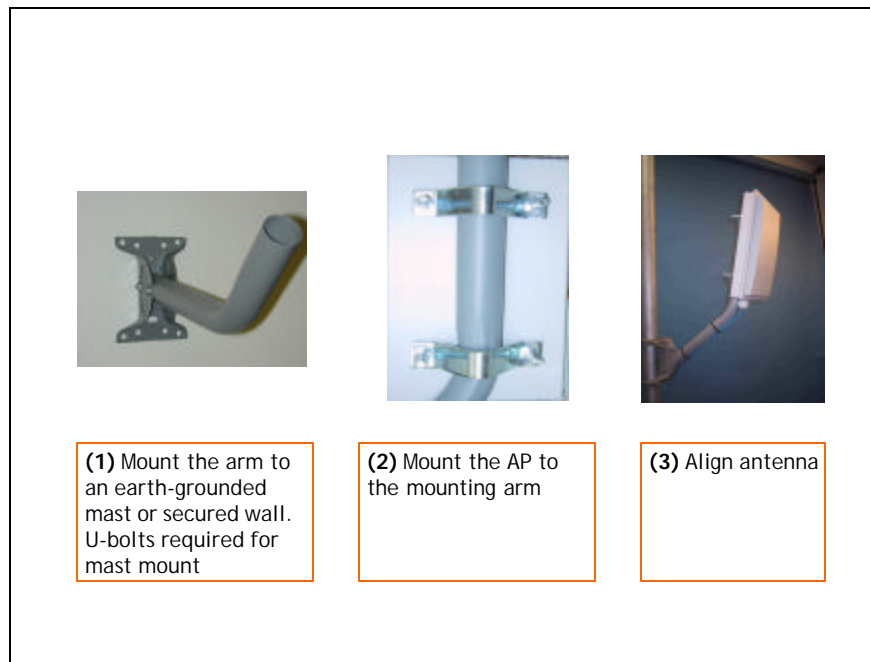 (1) Mount the arm to
an earth-grounded
mast or secured wall.
U-bolts required for
mast mount
(2) Mount the AP to
the mounting arm
(3) Align antenna